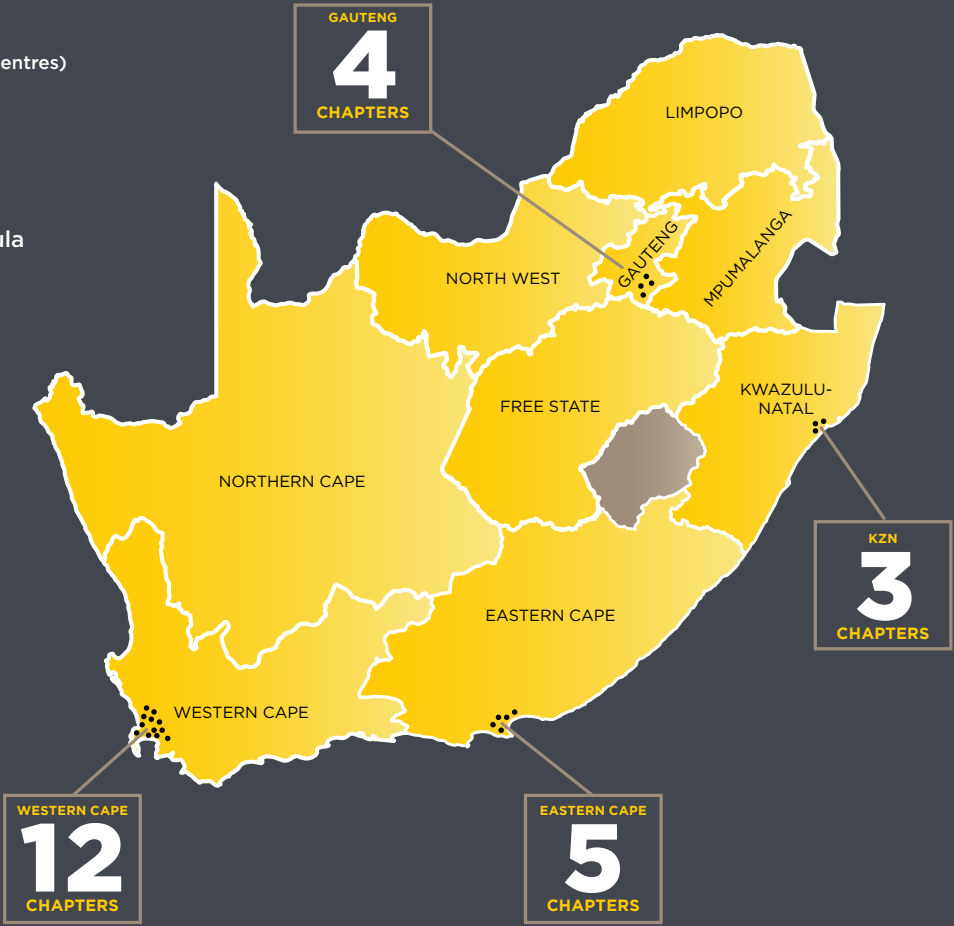 GAUTENG
4
CHAPTERS
entres)
LIMPOPO
ula
GAUTENG
MPUMALANGA
NORTH WEST
KWAZULU-
NATAL
FREE STATE
NORTHERN CAPE
KZN
3
CHAPTERS
EASTERN CAPE
WESTERN CAPE
WESTERN CAPE
12
CHAPTERS
EASTERN CAPE
5
CHAPTERS